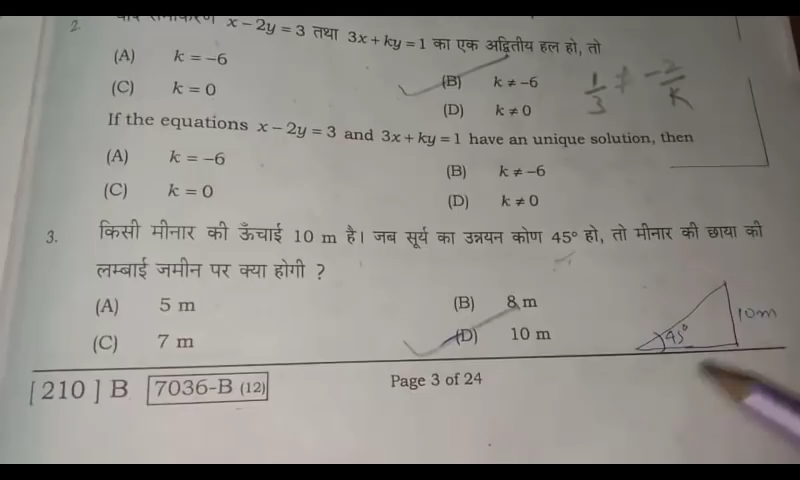 2 समीकरण x – 2y = 3 तथा 3x + ky = 1 का एक अद्वितीय हल हो, तो
(A) k = –6
(B) k ≠ –6
(C) k = 0
(D) k ≠ 0
1/3 ≠ -2/K
If the equations x – 2y = 3 and 3x + ky = 1 have an unique solution, then
(A) k = –6
(B) k ≠ –6
(C) k = 0
(D) k ≠ 0
3. किसी मीनार की ऊँचाई 10 m है। जब सूर्य का उन्नयन कोण 45° हो, तो मीनार की छाया की
लम्बाई जमीन पर क्या होगी ?
(A) 5 m
(B) 8 m
(C) 7 m
(D) 10 m
45° 10m
[ 210 ] B 7036-B (12) Page 3 of 24